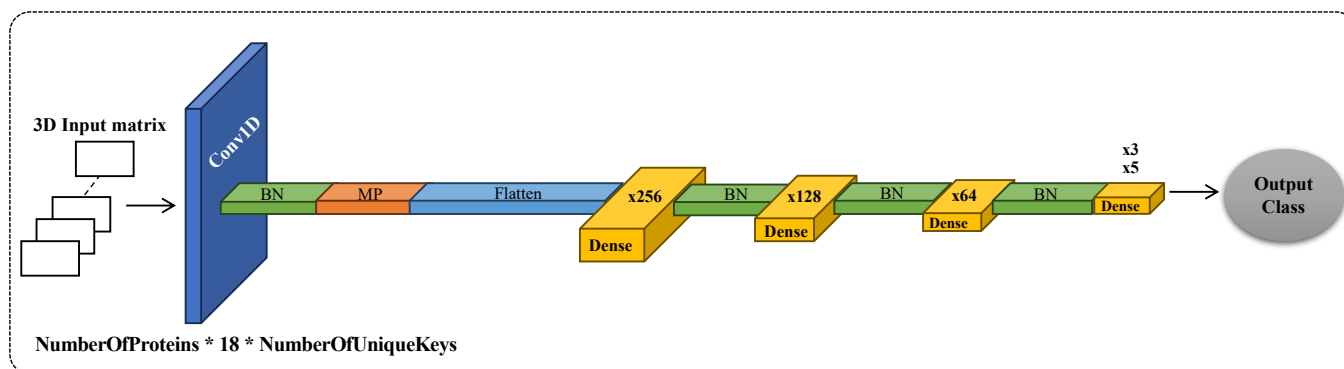 3D Input matrix
Conv1D
BN
MP
Flatten
x256
Dense
BN
x128
Dense
BN
x64
Dense
BN
x3
x5
Dense
Output
Class
NumberOfProteins * 18 * NumberOfUniqueKeys